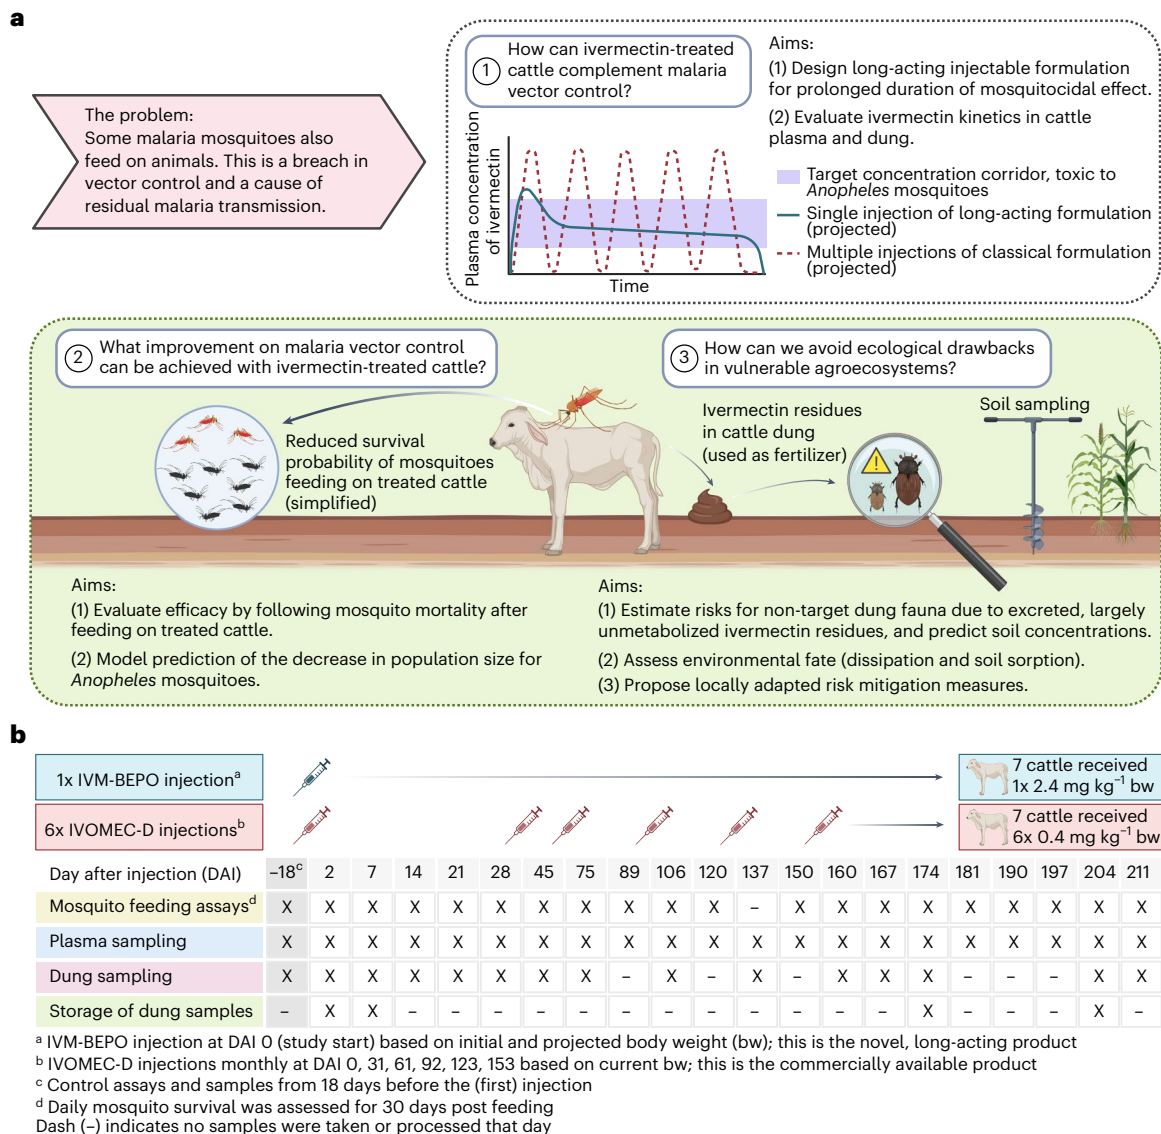 a
The problem:
Some malaria mosquitoes also
feed on animals. This is a breach in
vector control and a cause of
residual malaria transmission.
1
How can ivermectin-treated
cattle complement malaria
vector control?
Aims:
(1) Design long-acting injectable formulation
for prolonged duration of mosquitocidal effect.
(2) Evaluate ivermectin kinetics in cattle
plasma and dung.
Plasma concentration
of ivermectin
Time
Target concentration corridor, toxic to
Anopheles mosquitoes
Single injection of long-acting formulation
(projected)
Multiple injections of classical formulation
(projected)
2
What improvement on malaria vector control
can be achieved with ivermectin-treated cattle?
Reduced survival
probability of mosquitoes
feeding on treated cattle
(simplified)
Aims:
(1) Evaluate efficacy by following mosquito mortality after
feeding on treated cattle.
(2) Model prediction of the decrease in population size for
Anopheles mosquitoes.
3
How can we avoid ecological drawbacks
in vulnerable agroecosystems?
Ivermectin residues
in cattle dung
(used as fertilizer)
Soil sampling
Aims:
(1) Estimate risks for non-target dung fauna due to excreted, largely
unmetabolized ivermectin residues, and predict soil concentrations.
(2) Assess environmental fate (dissipation and soil sorption).
(3) Propose locally adapted risk mitigation measures.
b
1x IVM-BEPO injectionᵃ
7 cattle received
1x 2.4 mg kg⁻¹ bw
6x IVOMEC-D injectionsᵇ
7 cattle received
6x 0.4 mg kg⁻¹ bw
Day after injection (DAI) –18ᶜ 2 7 14 21 28 45 75 89 106 120 137 150 160 167 174 181 190 197 204 211
Mosquito feeding assaysᵈ X X X X X X X X X X X – X X X X X X X X X
Plasma sampling X X X X X X X X X X X X X X X X X X X X X
Dung sampling X X X X X X X X – X – X – X X X – – – X X
Storage of dung samples – X X – – – – – – – – – – – – X – – – X –
ᵃ IVM-BEPO injection at DAI 0 (study start) based on initial and projected body weight (bw); this is the novel, long-acting product
ᵇ IVOMEC-D injections monthly at DAI 0, 31, 61, 92, 123, 153 based on current bw; this is the commercially available product
ᶜ Control assays and samples from 18 days before the (first) injection
ᵈ Daily mosquito survival was assessed for 30 days post feeding
Dash (–) indicates no samples were taken or processed that day